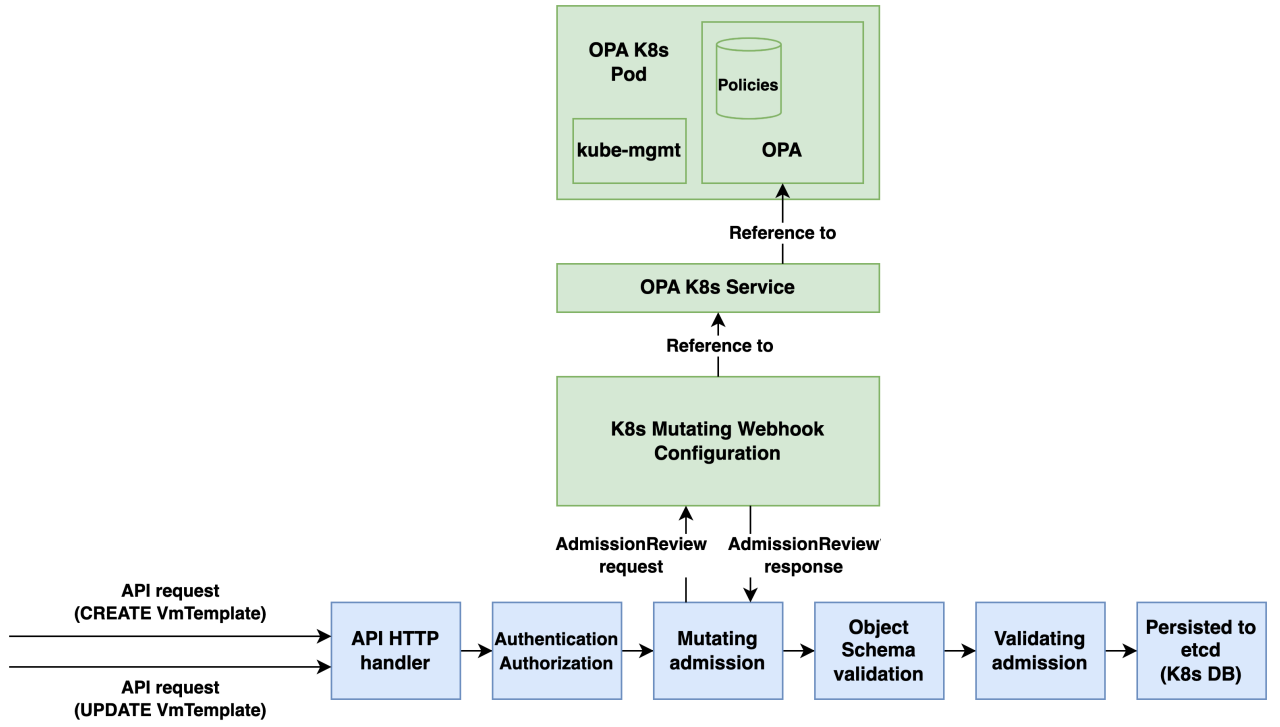 OPA K8s
Pod
Policies
kube-mgmt
OPA
Reference to
OPA K8s Service
Reference to
K8s Mutating Webhook
Configuration
AdmissionReview
request
AdmissionReview
response
API request
(CREATE VmTemplate)
API HTTP
handler
Authentication
Authorization
Mutating
admission
Object
Schema
validation
Validating
admission
Persisted to
etcd
(K8s DB)
API request
(UPDATE VmTemplate)